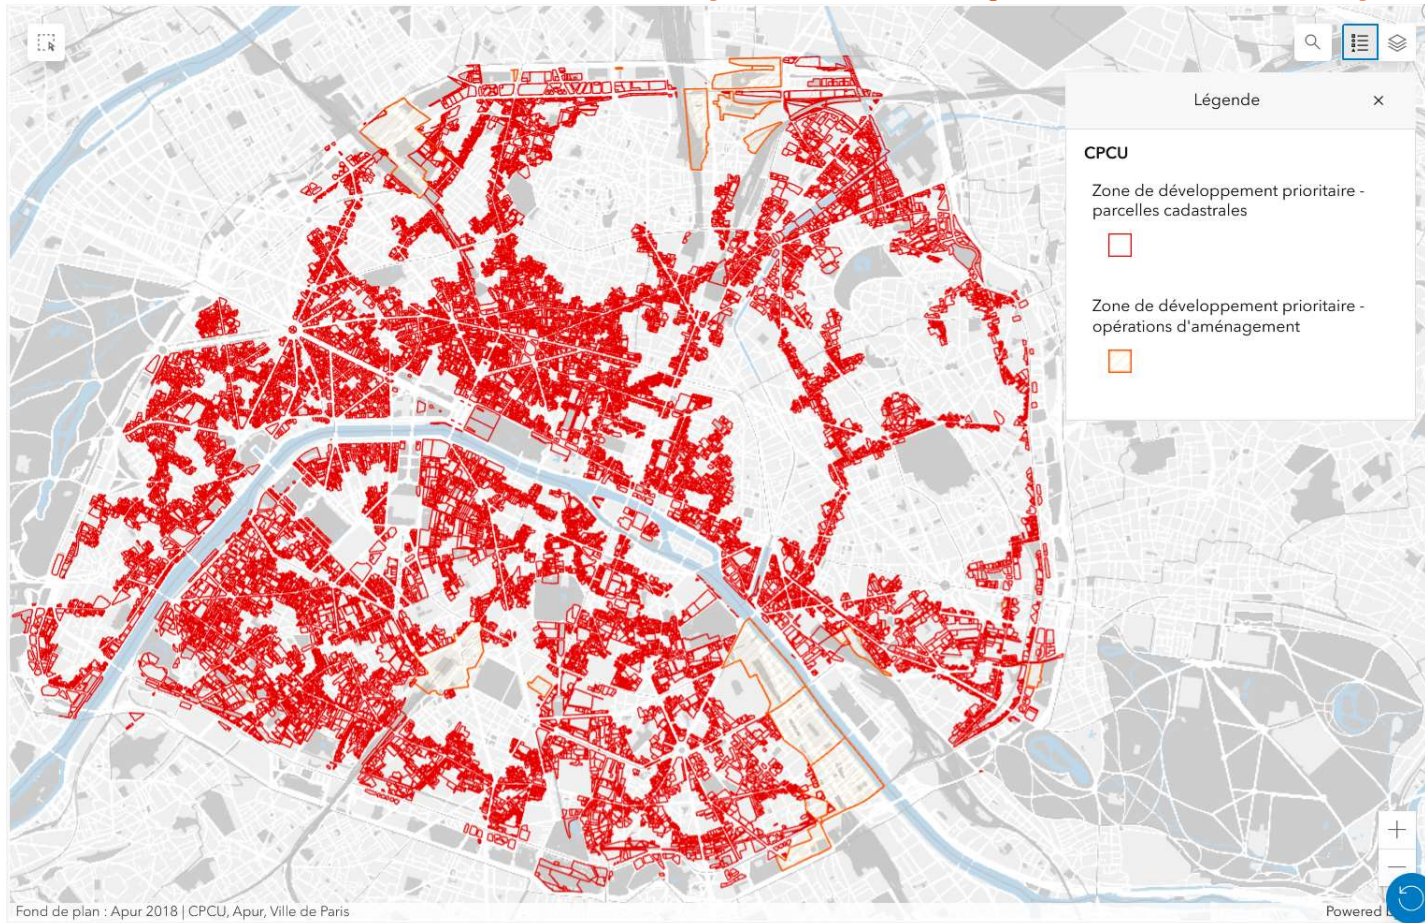 Légende
CPCU
Zone de développement prioritaire -
parcelles cadastrales
Zone de développement prioritaire -
opérations d'aménagement
Fond de plan : Apur 2018 | CPCU, Apur, Ville de Paris
Powered